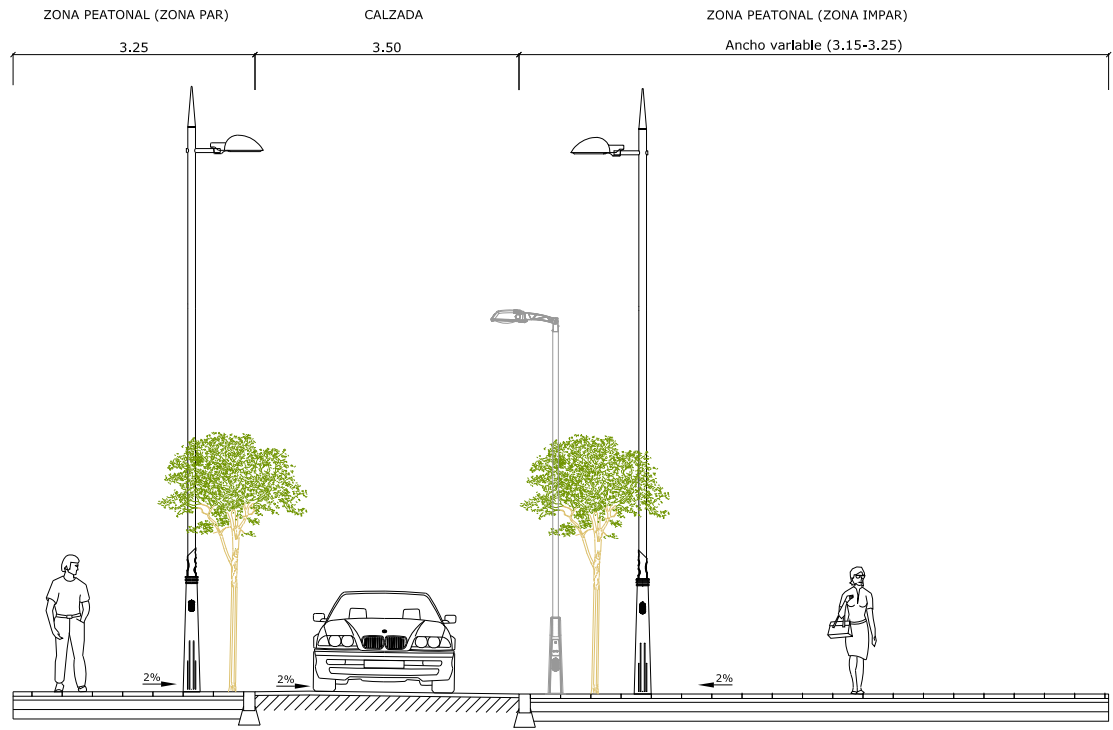 ZONA PEATONAL (ZONA PAR)
CALZADA
ZONA PEATONAL (ZONA IMPAR)
3.25
3.50
Ancho variable (3.15-3.25)
2%
2%
2%